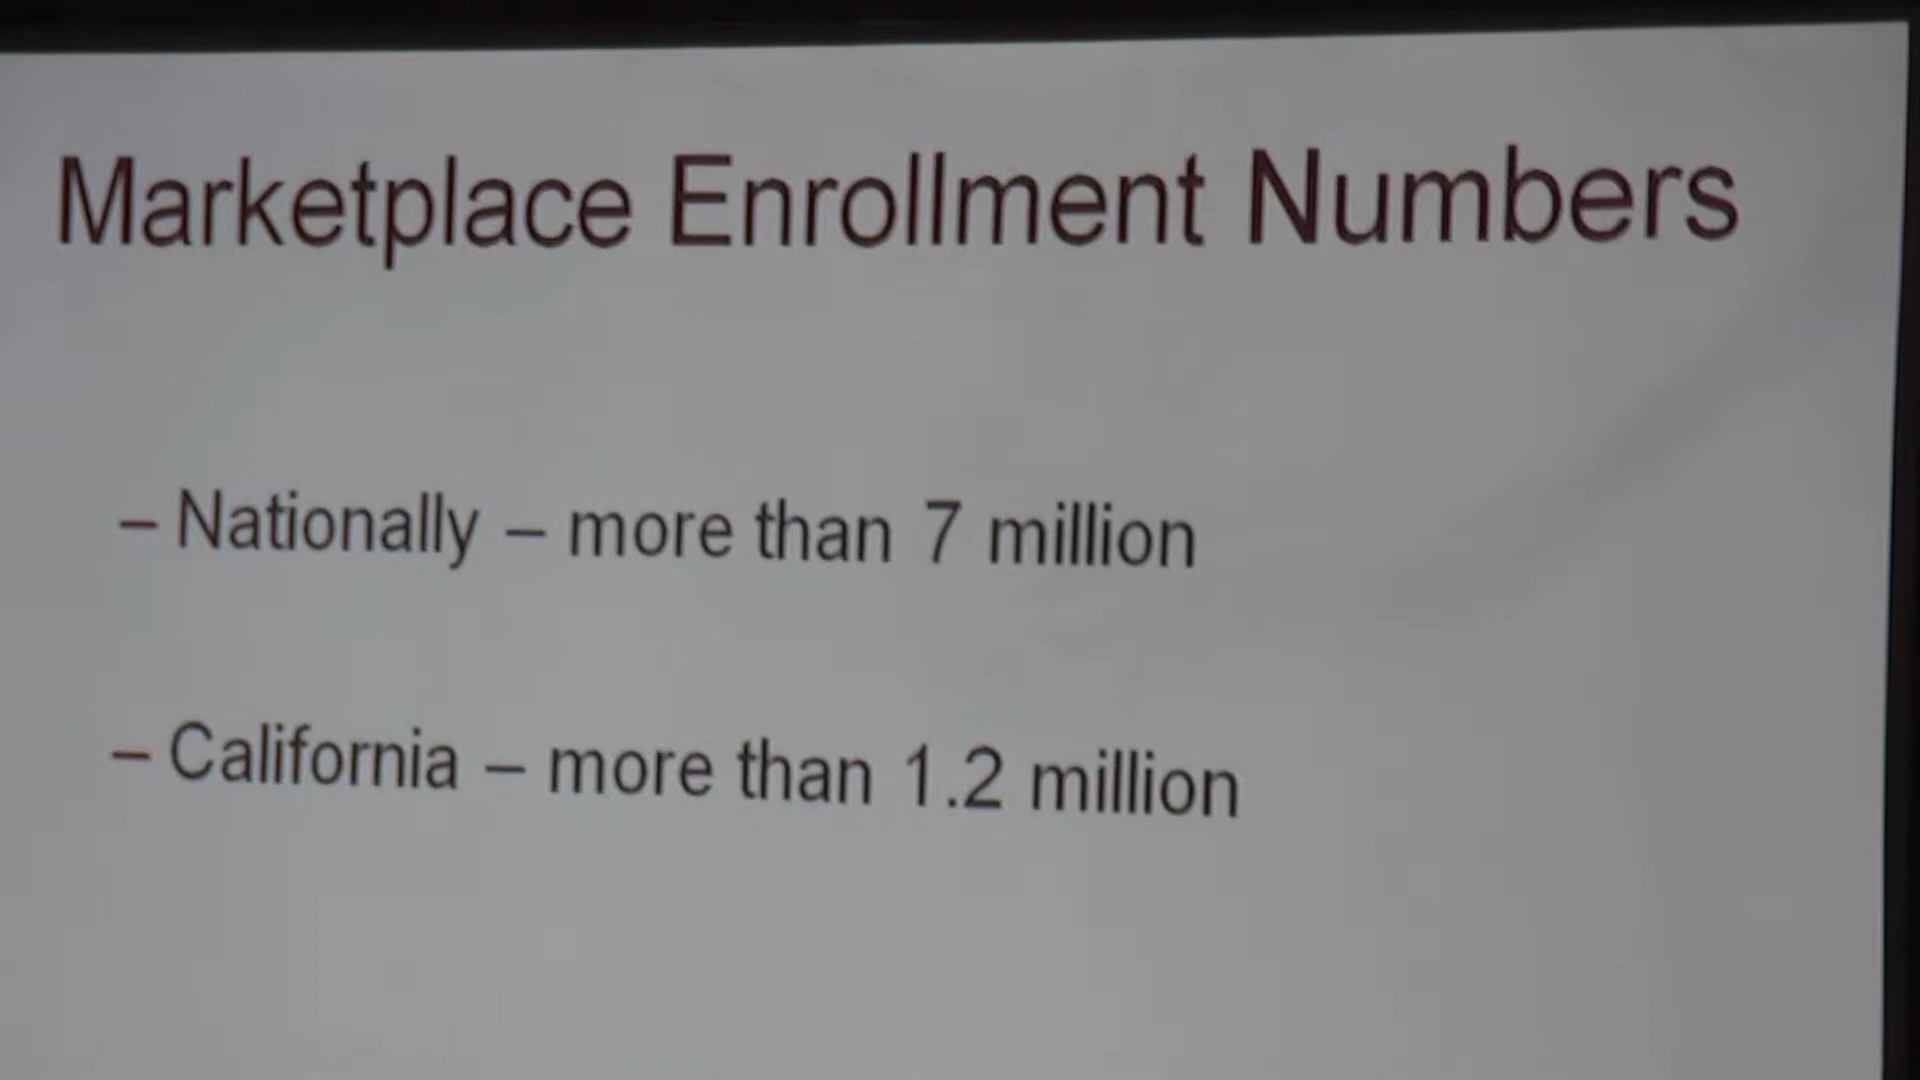 Marketplace Enrollment Numbers
– Nationally – more than 7 million
– California – more than 1.2 million